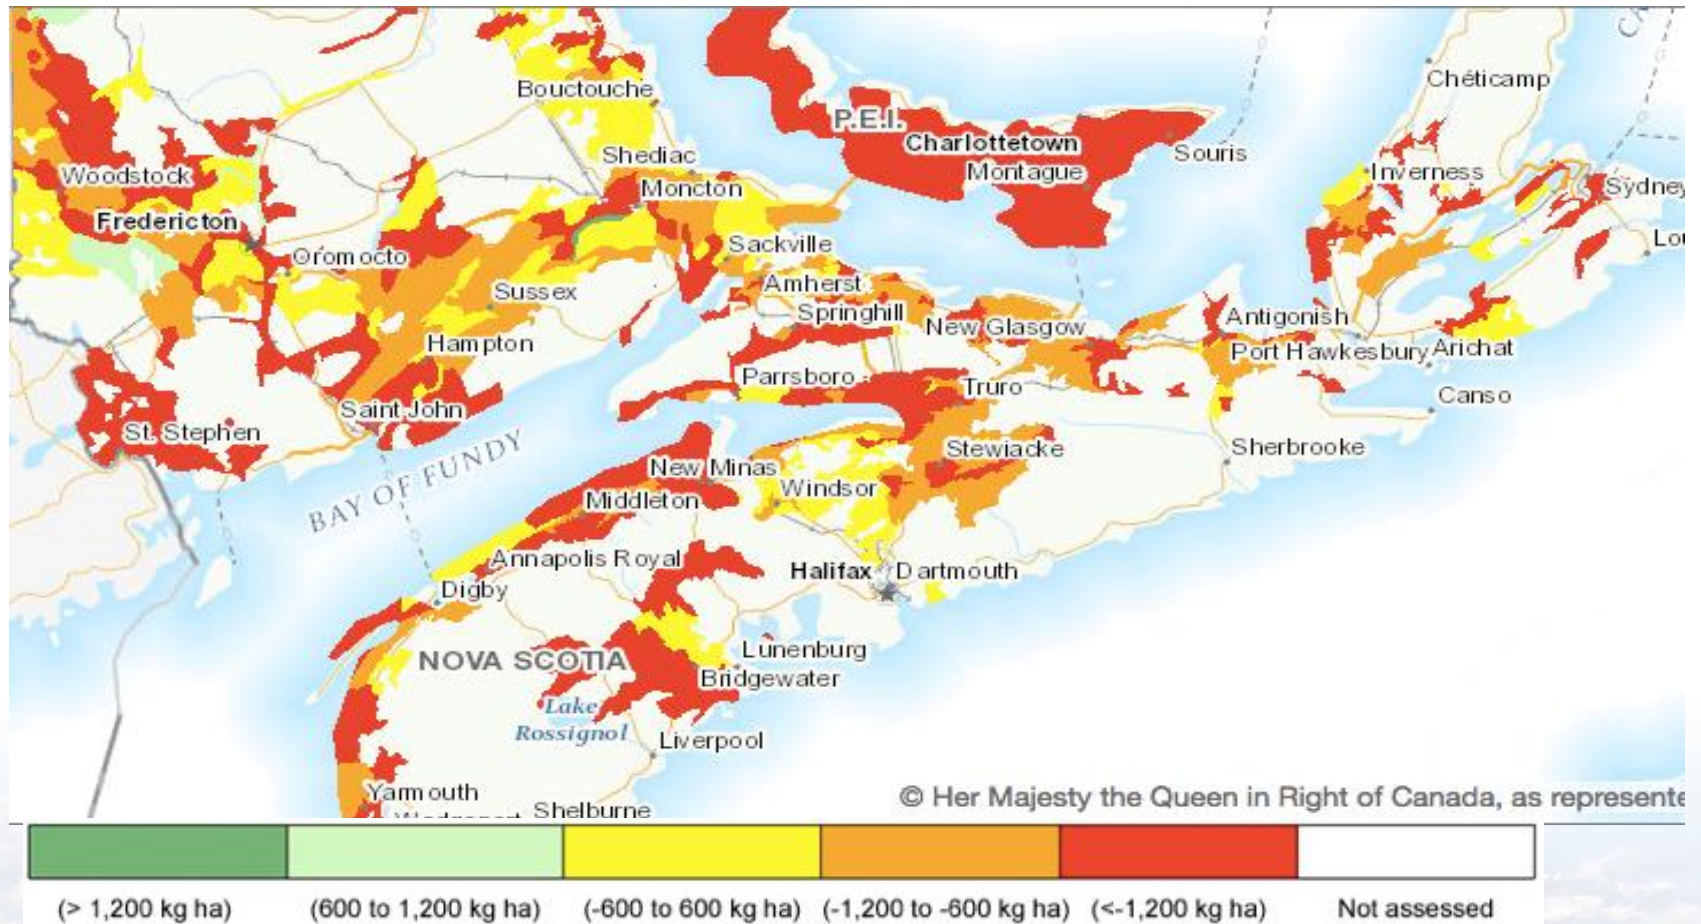 Chéticamp
Bouctouche
P.E.I.
Charlottetown
Shediac
Souris
Woodstock
Moncton
Montague
Inverness
Sydney
Fredericton
Sackville
Oromocto
Amherst
Sussex
Springhill
New Glasgow
Antigonish
Hampton
Port Hawkesbury
Arichat
Parrsboro
Truro
Canso
Saint John
St. Stephen
Stewiacke
Sherbrooke
BAY OF FUNDY
New Minas
Windsor
Middleton
Annapolis Royal
Halifax
Dartmouth
Digby
NOVA SCOTIA
Lunenburg
Bridgewater
Lake
Rossignol
Liverpool
Yarmouth
Shelburne
© Her Majesty the Queen in Right of Canada, as represente
(> 1,200 kg ha) (600 to 1,200 kg ha) (-600 to 600 kg ha) (-1,200 to -600 kg ha) (<-1,200 kg/ha) Not assessed